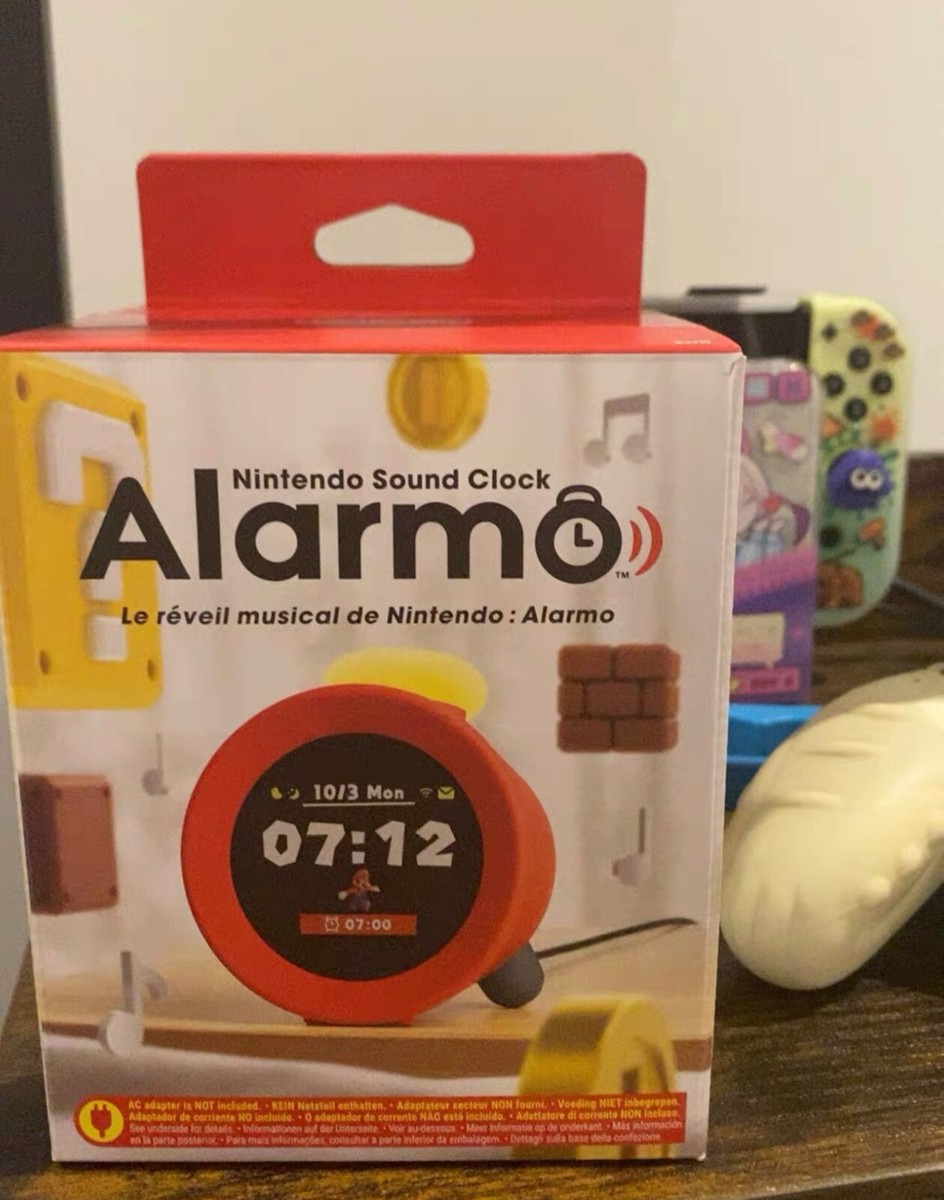 Nintendo Sound Clock
Alarmo
TM
Le réveil musical de Nintendo : Alarmo
10/3 Mon
07:12
07:00
AC adapter is NOT included. • KEIN Netzteil enthalten. • Adaptateur secteur NON fourni. • Voeding NIET inbegrepen.
Adaptador de corriente NO incluido. • O adaptador de corrente NÃO está incluído. • Adattatore di corrente NON incluso.
See underside for details. • Informationen auf der Unterseite. • Voir au-dessous. • Meer informatie op de onderkant. • Más información
en la parte posterior. • Para mais informações, consultar a parte inferior da embalagem. • Dettagli sulla base della confezione.